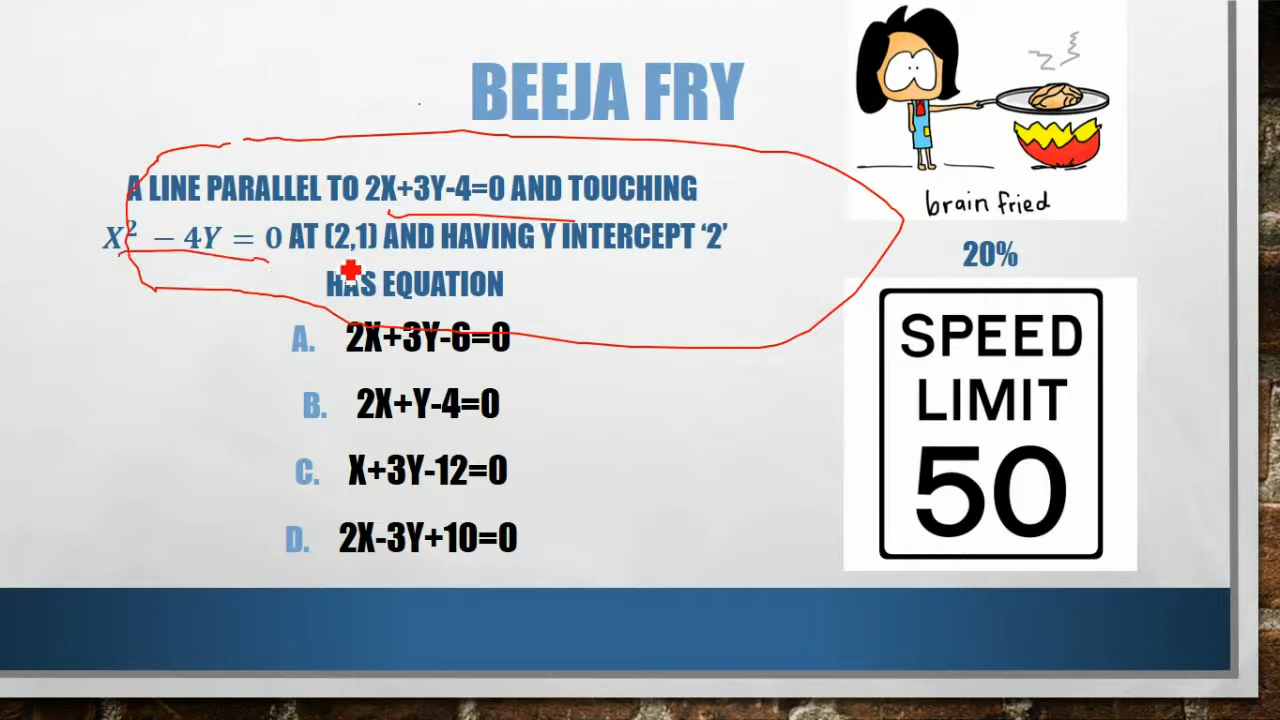 BEEJA FRY
A LINE PARALLEL TO 2X+3Y-4=0 AND TOUCHING
X² − 4Y = 0 AT (2,1) AND HAVING Y INTERCEPT ‘2’
HAS EQUATION
A. 2X+3Y-6=0
B. 2X+Y-4=0
C. X+3Y-12=0
D. 2X-3Y+10=0
brain fried
20%
SPEED
LIMIT
50